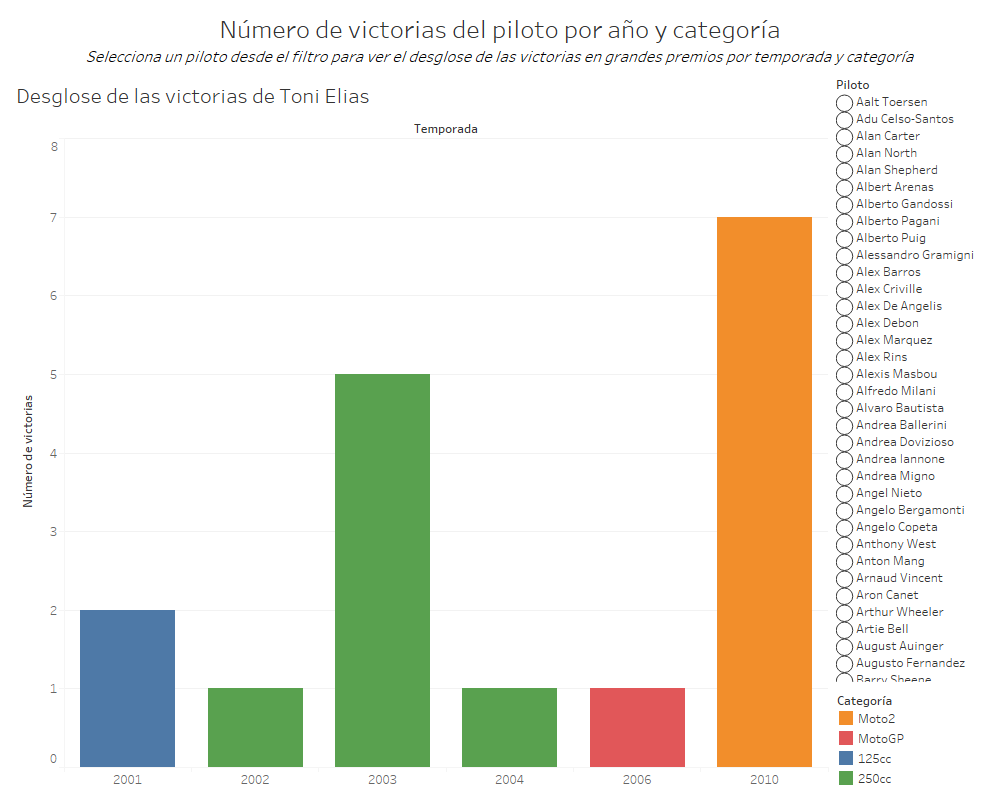 Número de victorias del piloto por año y categoría
Selecciona un piloto desde el filtro para ver el desglose de las victorias en grandes premios por temporada y categoría
Desglose de las victorias de Toni Elias
Temporada
8
7
6
5
4
3
2
1
0
Número de victorias
2001
2002
2003
2004
2006
2010
Piloto
Aalt Toersen
Adu Celso-Santos
Alan Carter
Alan North
Alan Shepherd
Albert Arenas
Alberto Gandossi
Alberto Pagani
Alberto Puig
Alessandro Gramigni
Alex Barros
Alex Criville
Alex De Angelis
Alex Debon
Alex Marquez
Alex Rins
Alexis Masbou
Alfredo Milani
Alvaro Bautista
Andrea Ballerini
Andrea Dovizioso
Andrea Iannone
Andrea Migno
Angel Nieto
Angelo Bergamonti
Angelo Copeta
Anthony West
Anton Mang
Arnaud Vincent
Aron Canet
Arthur Wheeler
Artie Bell
August Auinger
Augusto Fernandez
Barry Sheene
Categoría
Moto2
MotoGP
125cc
250cc